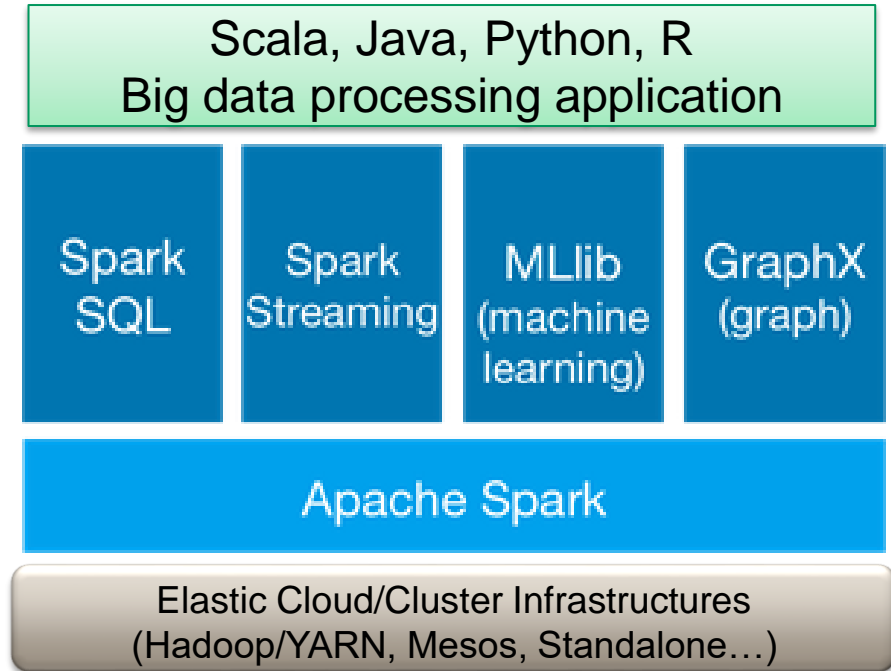 Scala, Java, Python, R
Big data processing application
Spark
SQL
Spark
Streaming
MLlib
(machine
learning)
GraphX
(graph)
Apache Spark
Elastic Cloud/Cluster Infrastructures
(Hadoop/YARN, Mesos, Standalone…)